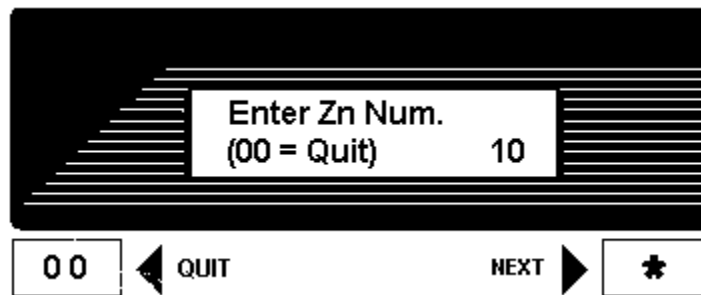 Enter Zn Num.
(00 = Quit) 10
00 QUIT NEXT *